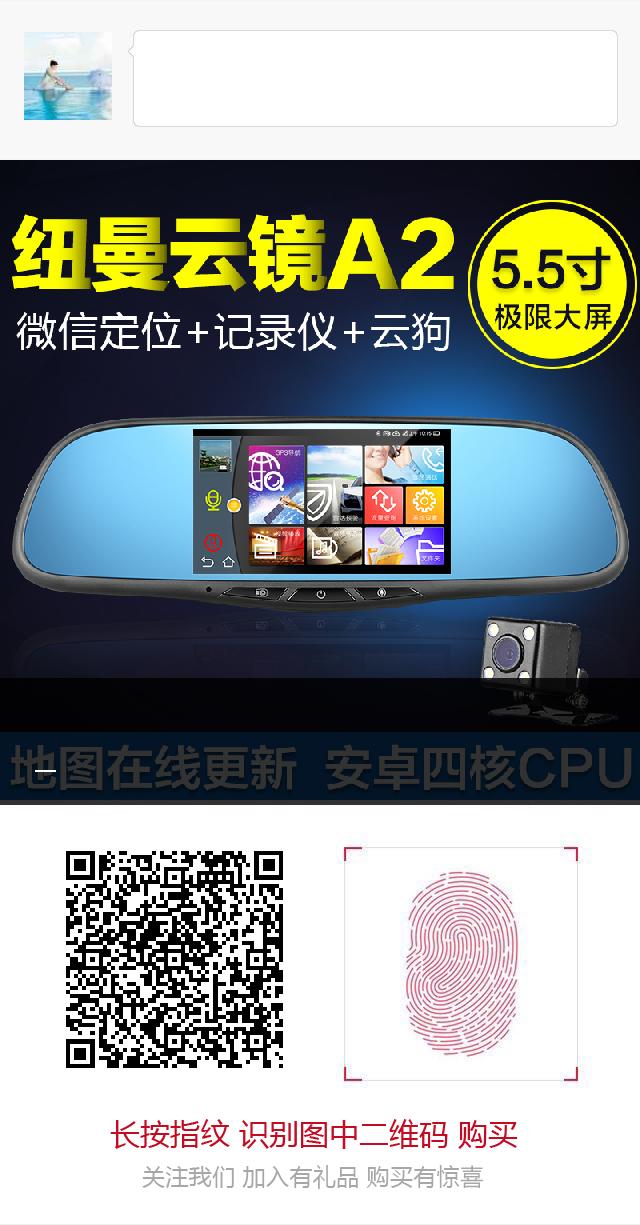 纽曼云镜A2
5.5寸
极限大屏
微信定位+记录仪+云狗
文件夹
地图在线更新 安卓四核CPU
长按指纹 识别图中二维码 购买
关注我们 加入有礼品 购买有惊喜